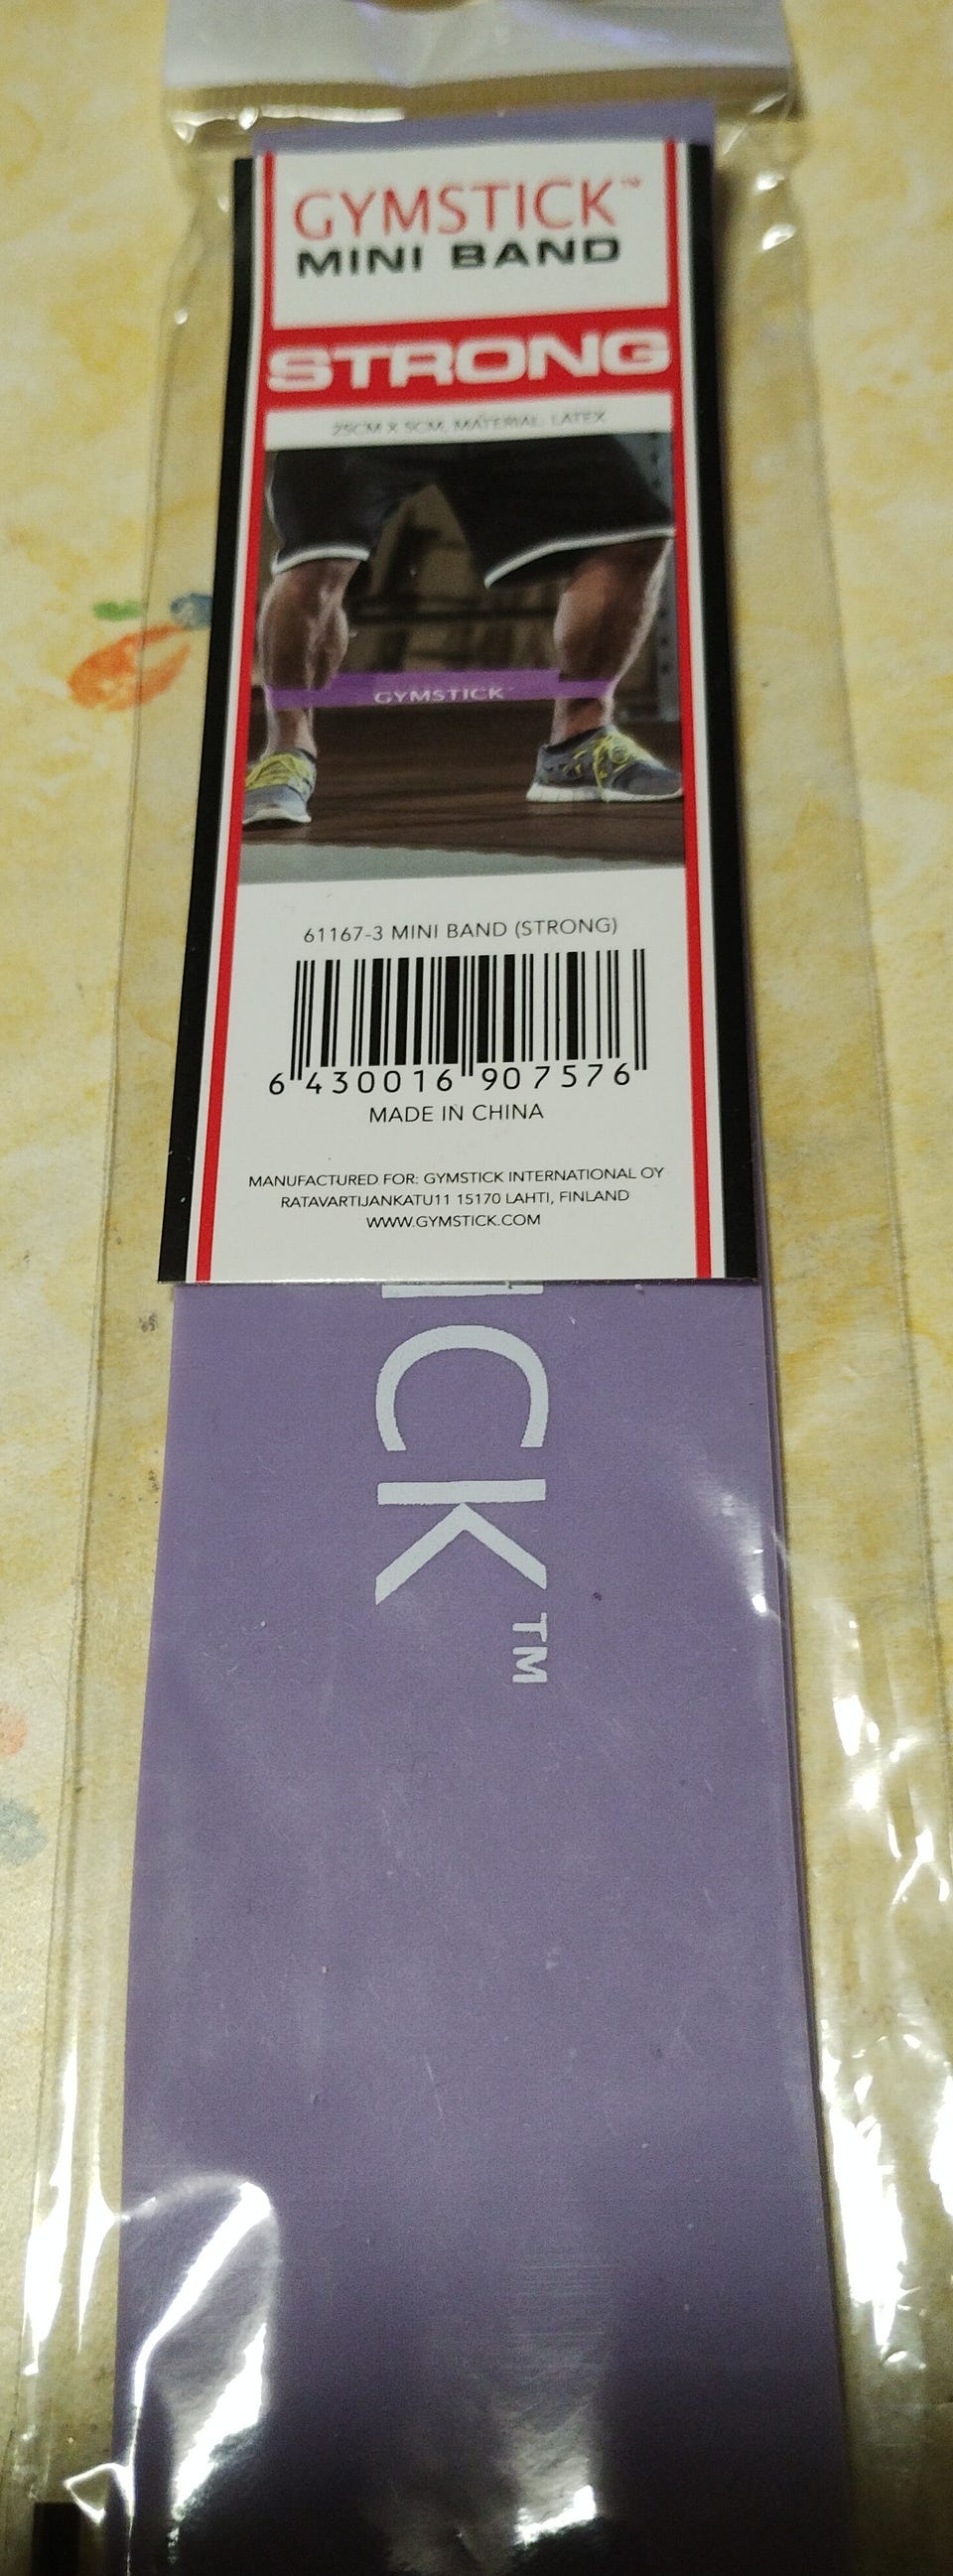 GYMSTICK™
MINI BAND
STRONG
25CM X 5CM, MATERIAL: LATEX
GYMSTICK™
61167-3 MINI BAND (STRONG)
6 430016 907576
MADE IN CHINA
MANUFACTURED FOR: GYMSTICK INTERNATIONAL OY
RATAVARTIJANKATU11 15170 LAHTI, FINLAND
WWW.GYMSTICK.COM
ICK™